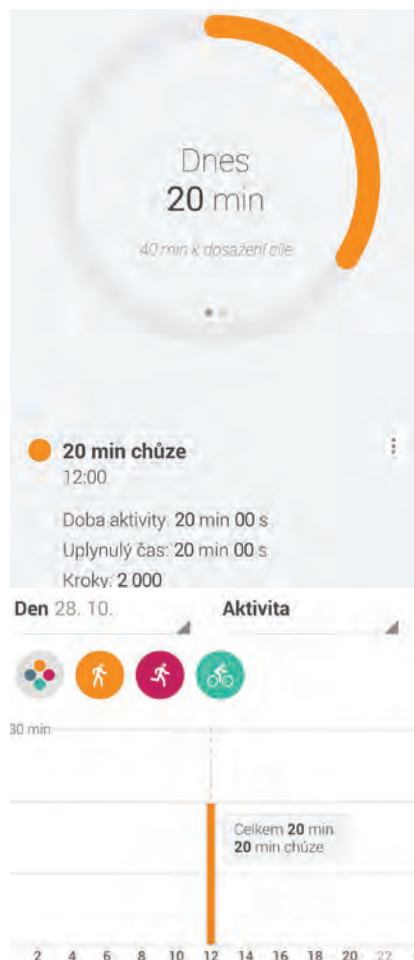 Dnes
20 min
40 min k dosažení cíle
20 min chůze
12:00
Doba aktivity: 20 min 00 s
Uplynulý čas: 20 min 00 s
Kroky: 2 000
Den 28. 10. Aktivita
30 min
Celkem 20 min
20 min chůze
2 4 6 8 10 12 14 16 18 20 22